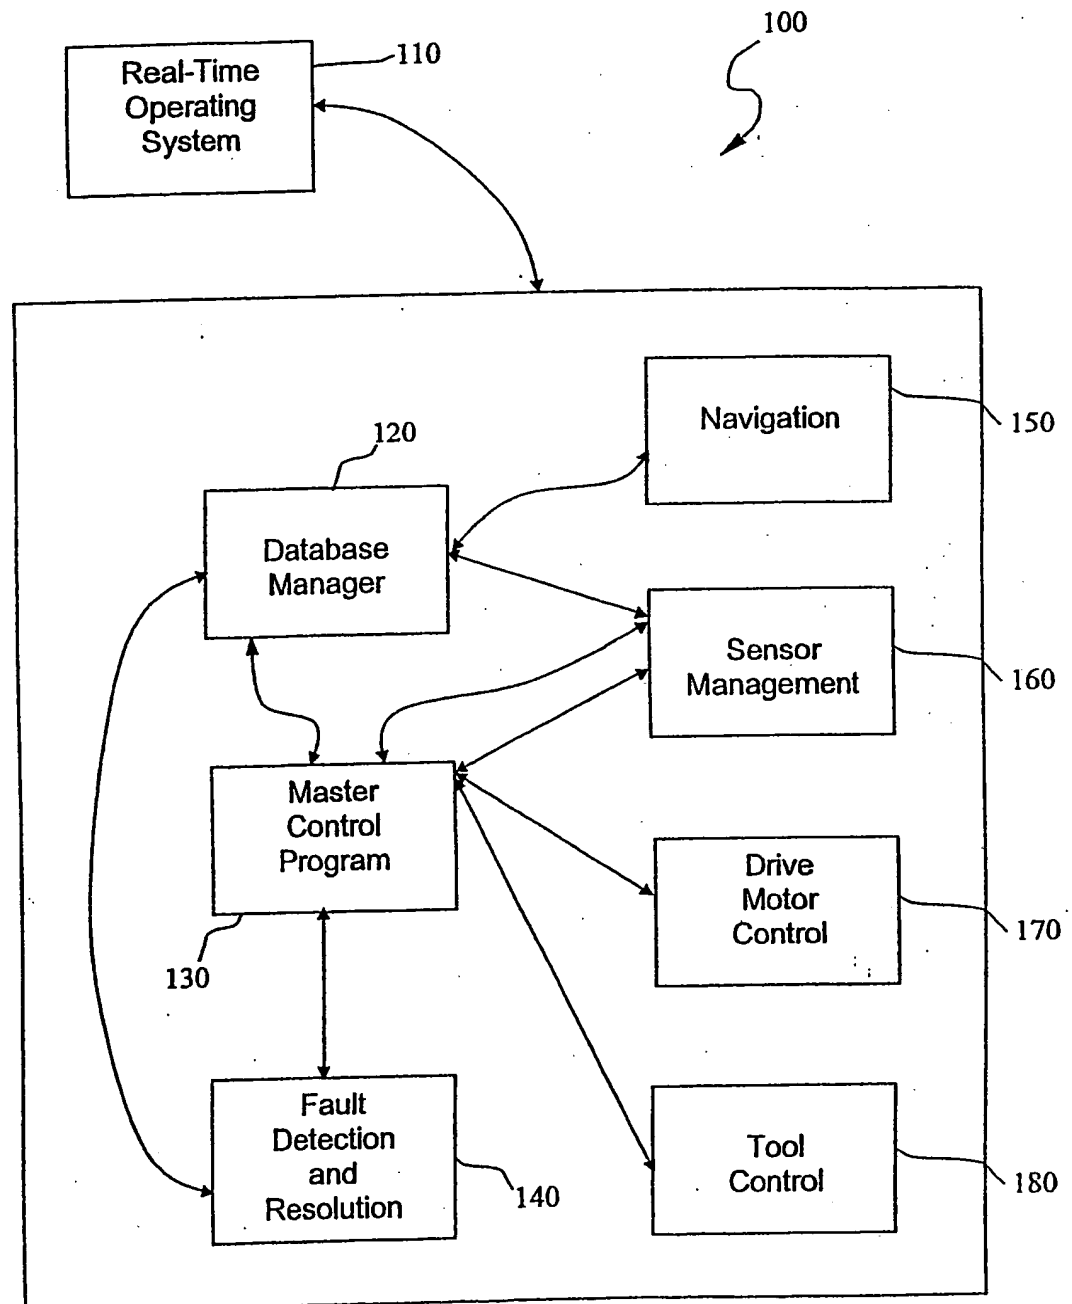 100
110
Real-Time
Operating
System
150
Navigation
120
Database
Manager
Sensor
Management
160
Master
Control
Program
130
Drive
Motor
Control
170
Fault
Detection
and
Resolution
140
Tool
Control
180